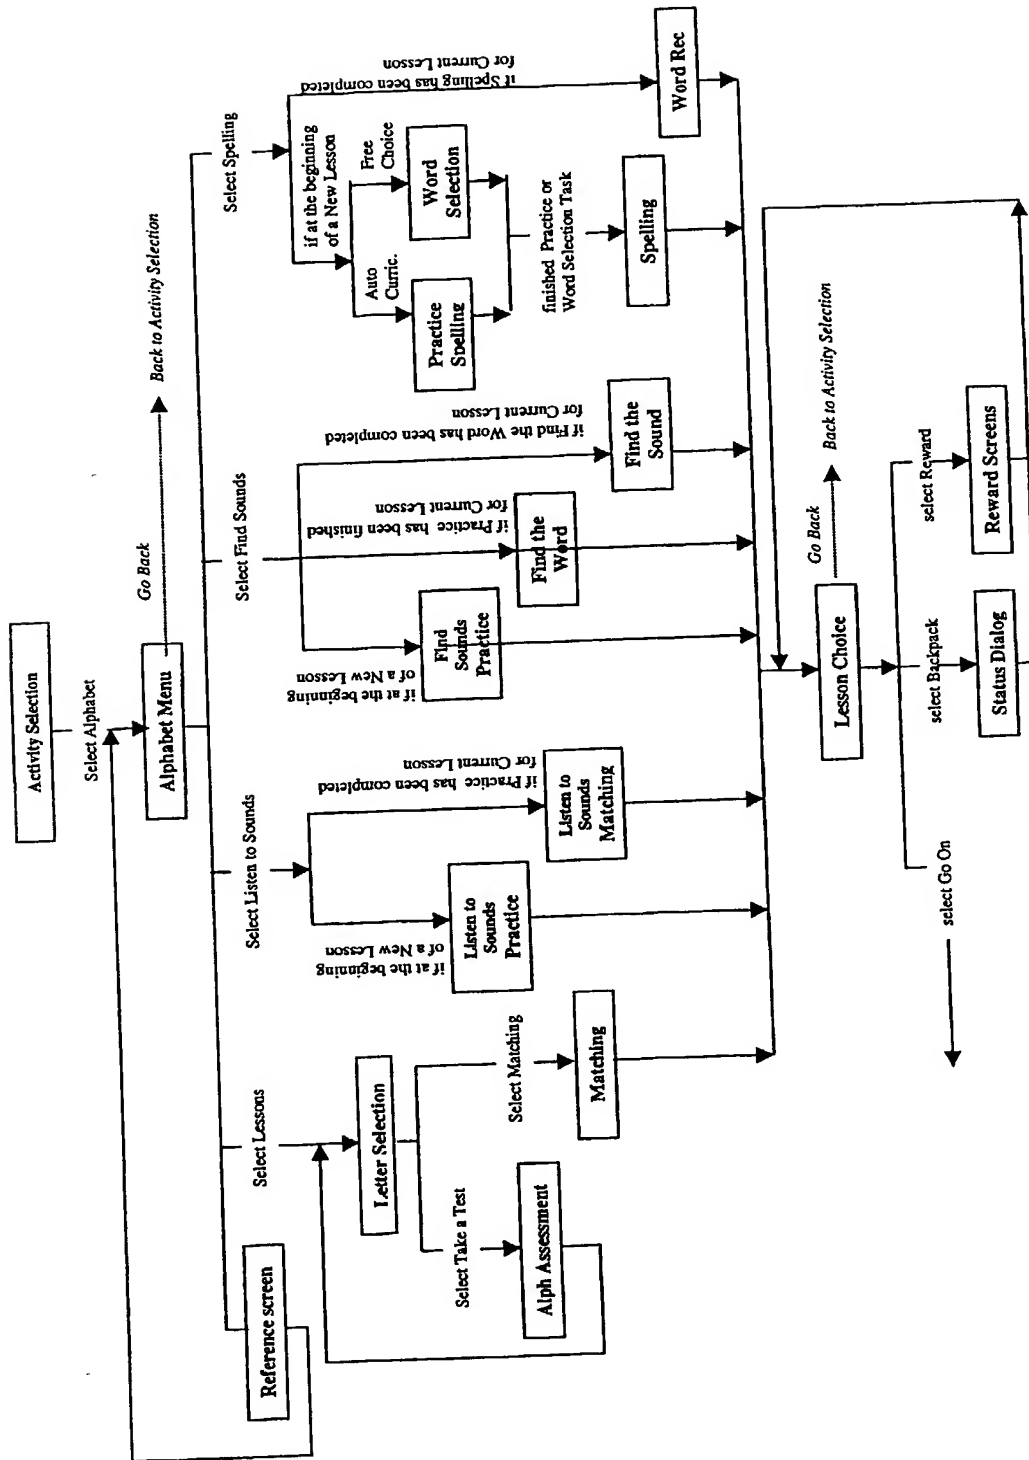 Activity Selection
Select Alphabet
Go Back
Alphabet Menu
Back to Activity Selection
Reference screen
Select Lessons
Select Listen to Sounds
Select Find Sounds
Select Spelling
Letter Selection
Select Take a Test
Select Matching
Alph Assessment
Matching
if at the beginning
of a New Lesson
Listen to
Sounds
Practice
if Practice has been completed
for Current Lesson
Listen to
Sounds
Matching
if at the beginning
of a New Lesson
Find
Sounds
Practice
if Practice has been finished
for Current Lesson
Find the
Word
if Find the Word has been completed
for Current Lesson
Find the
Sound
if at the beginning
of a New Lesson
Auto
Curric.
Free
Choice
Practice
Spelling
Word
Selection
finished Practice or
Word Selection Task
Spelling
if Spelling has been completed
for Current Lesson
Word Rec
Go Back
Lesson Choice
Back to Activity Selection
select Go On
select Backpack
select Reward
Status Dialog
Reward Screens